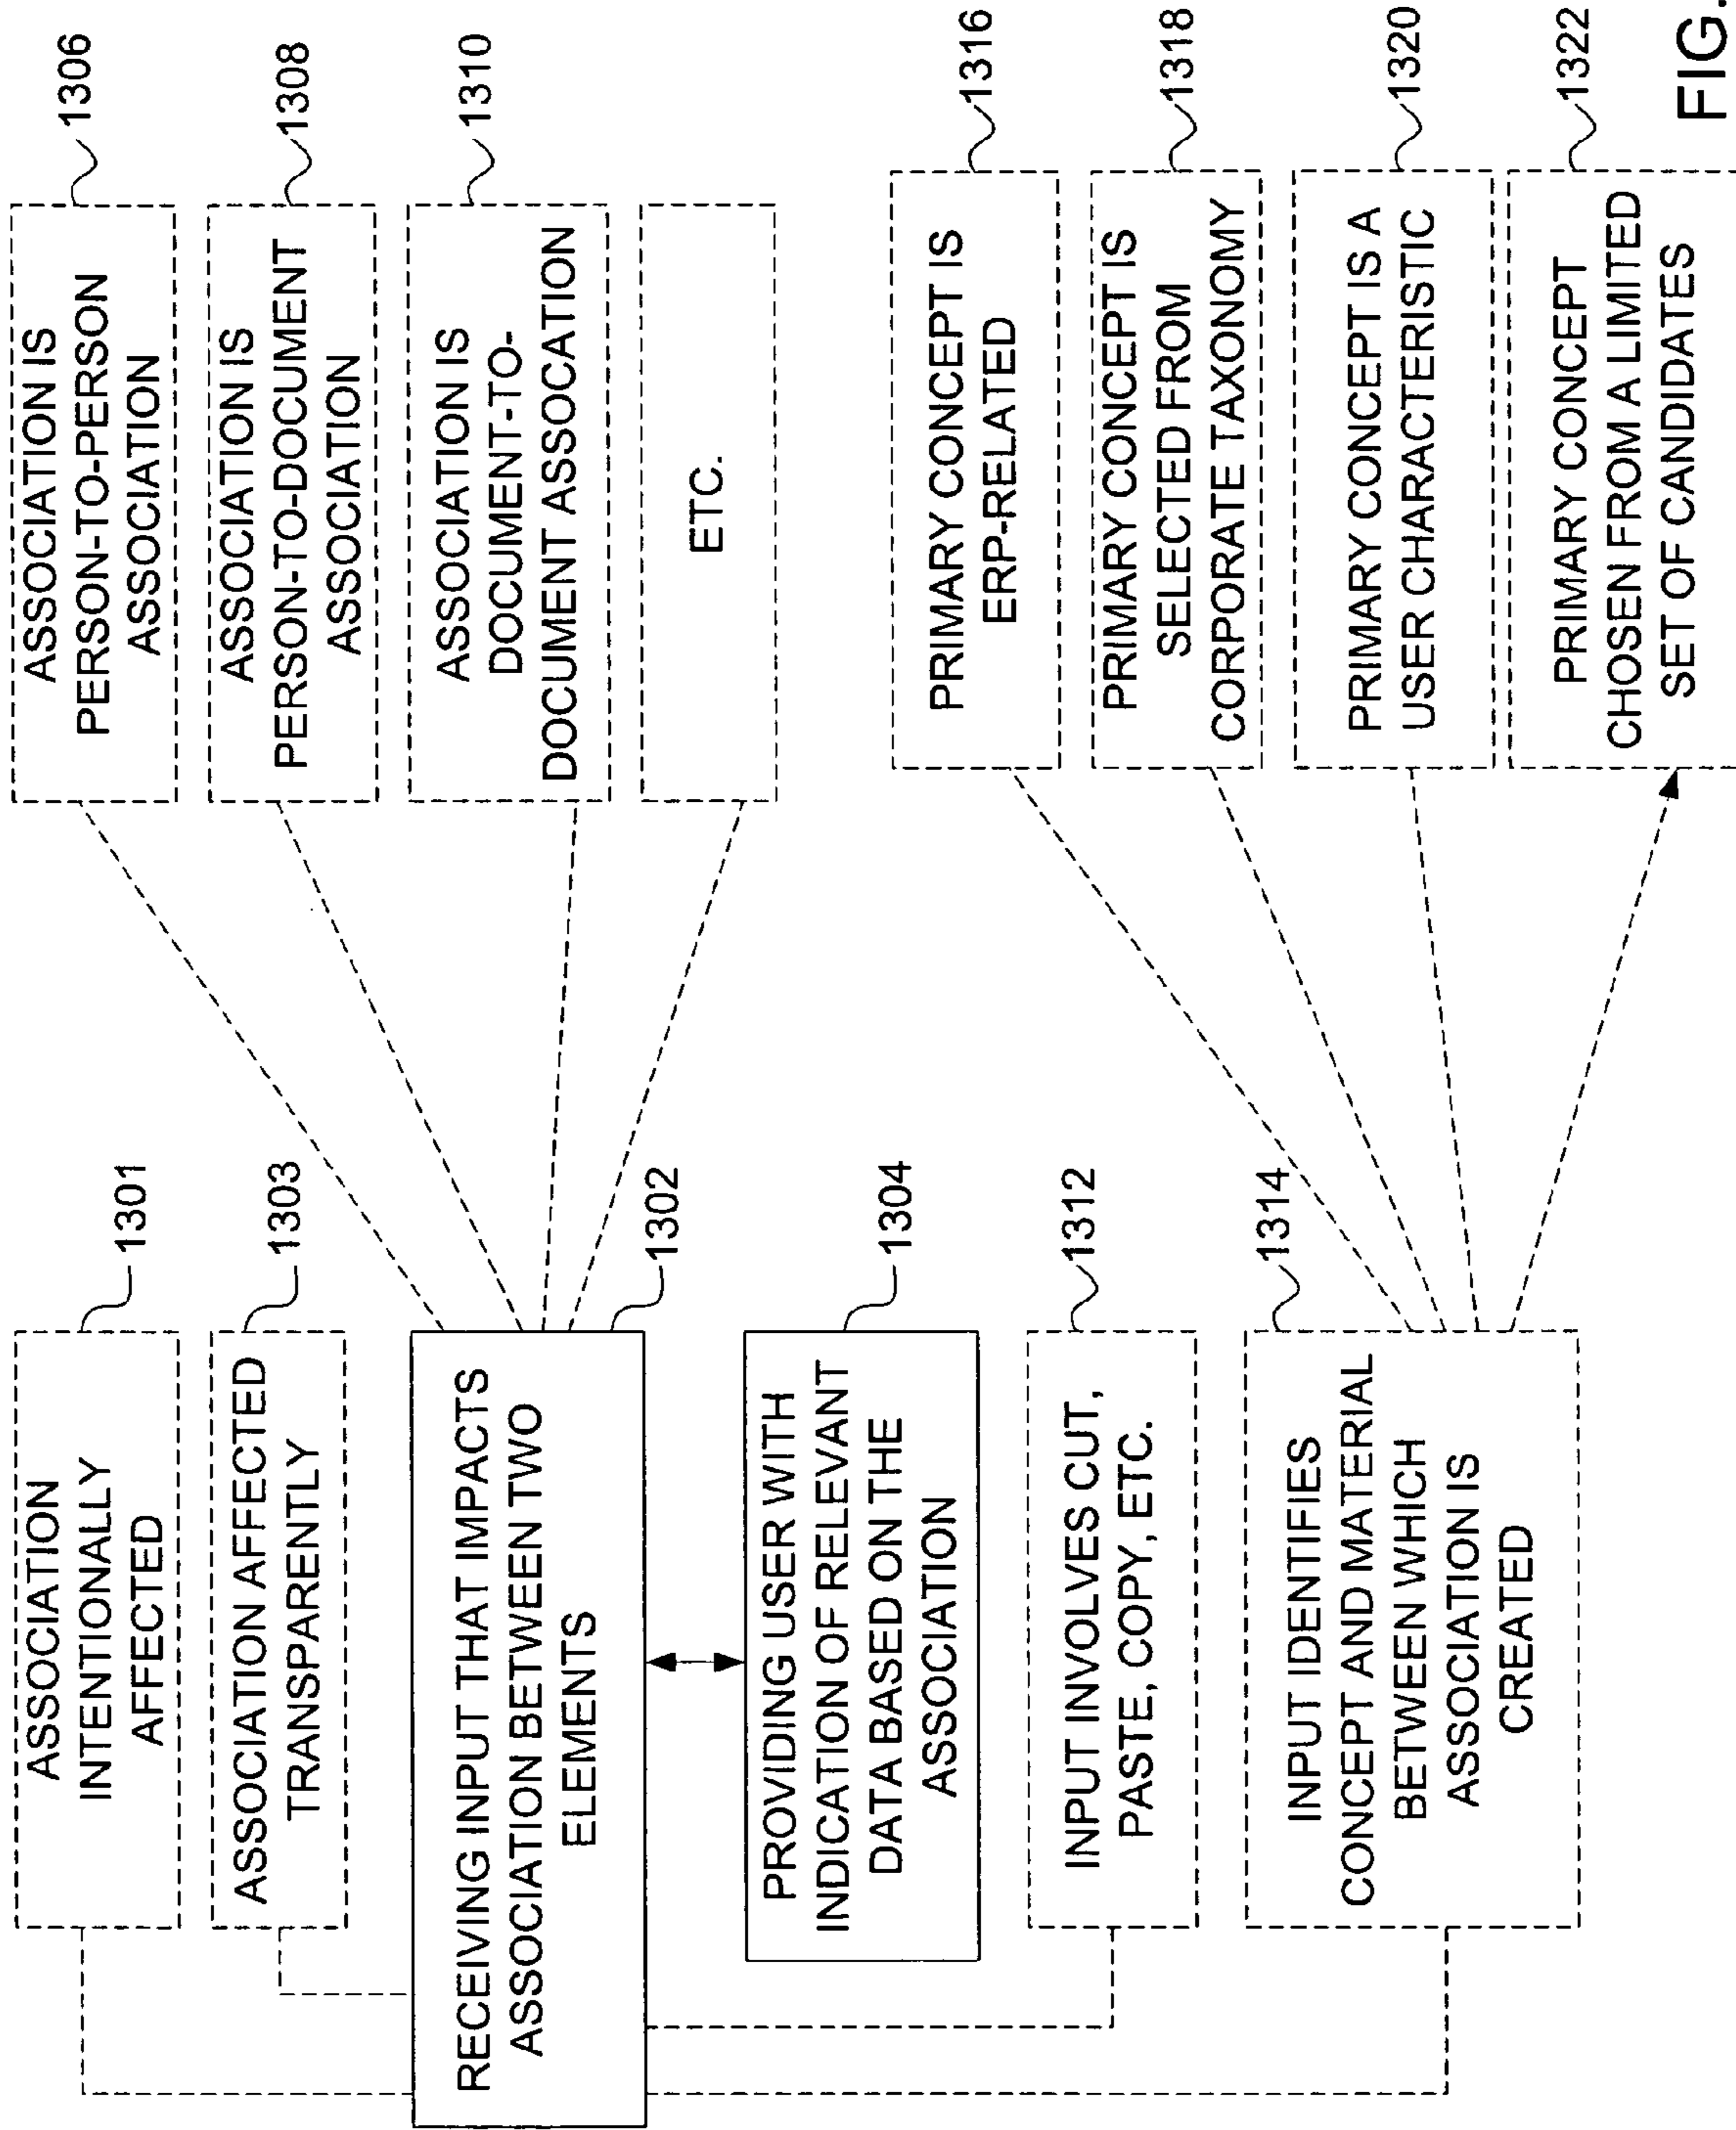 ASSOCIATION
INTENTIONALLY
AFFECTED
1301
ASSOCIATION AFFECTED
TRANSPARENTLY
1303
RECEIVING INPUT THAT IMPACTS
ASSOCIATION BETWEEN TWO
ELEMENTS
1302
PROVIDING USER WITH
INDICATION OF RELEVANT
DATA BASED ON THE
ASSOCIATION
1304
INPUT INVOLVES CUT,
PASTE, COPY, ETC.
1312
INPUT IDENTIFIES
CONCEPT AND MATERIAL
BETWEEN WHICH
ASSOCIATION IS
CREATED
1314
ASSOCIATION IS
PERSON-TO-PERSON
ASSOCIATION
1306
ASSOCIATION IS
PERSON-TO-DOCUMENT
ASSOCIATION
1308
ASSOCIATION IS
DOCUMENT-TO-
DOCUMENT ASSOCATION
1310
ETC.
PRIMARY CONCEPT IS
ERP-RELATED
1316
PRIMARY CONCEPT IS
SELECTED FROM
CORPORATE TAXONOMY
1318
PRIMARY CONCEPT IS A
USER CHARACTERISTIC
1320
PRIMARY CONCEPT
CHOSEN FROM A LIMITED
SET OF CANDIDATES
1322
FIG.